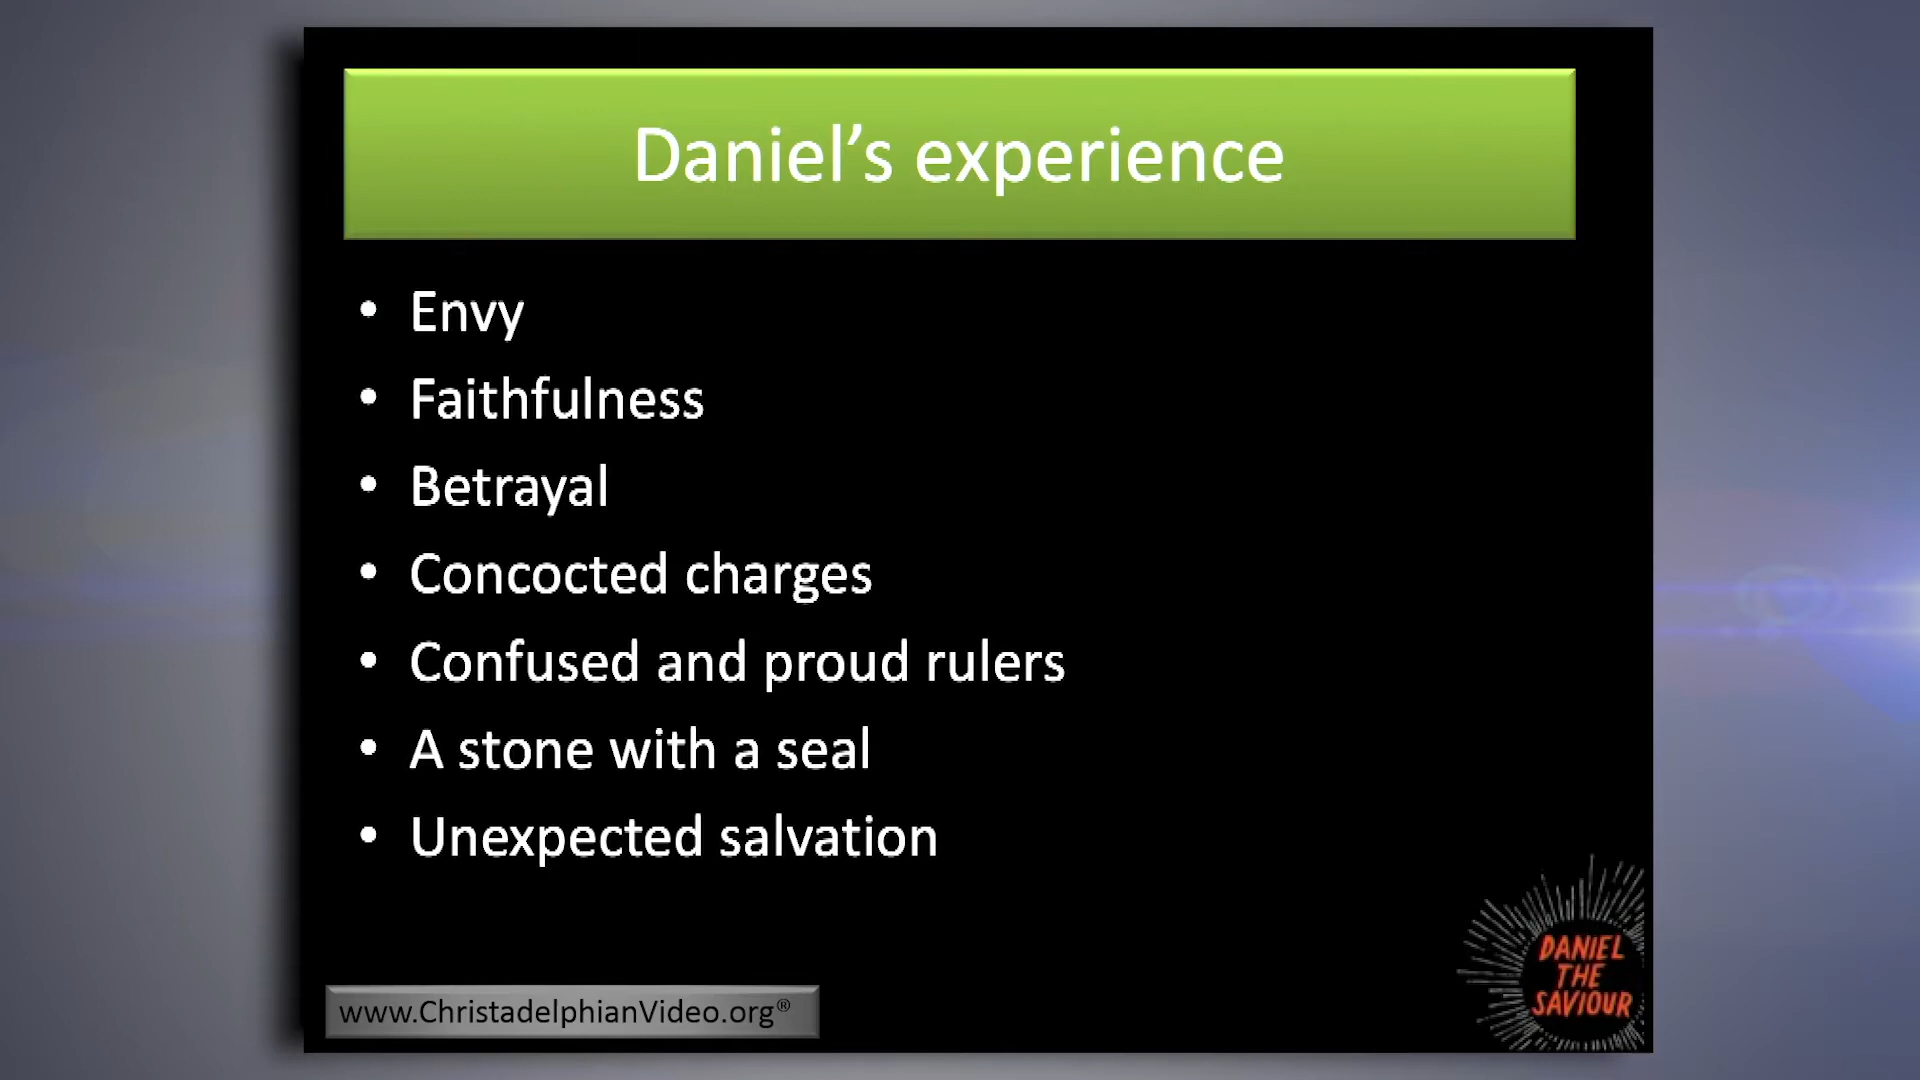 Daniel’s experience
• Envy
• Faithfulness
• Betrayal
• Concocted charges
• Confused and proud rulers
• A stone with a seal
• Unexpected salvation
www.ChristadelphianVideo.org®
DANIEL
THE
SAVIOUR